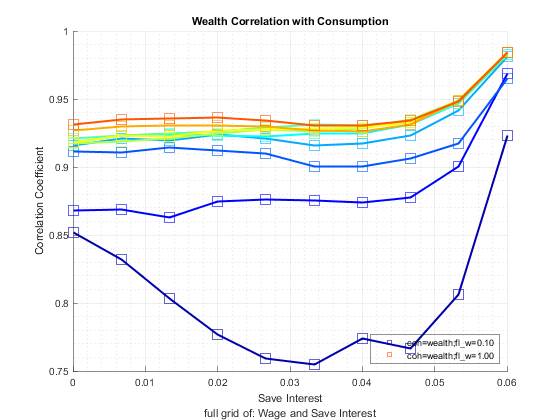 Wealth Correlation with Consumption
1
0.95
0.9
0.85
0.8
0.75
Correlation Coefficient
coh=wealth;fl_w=0.10
coh=wealth;fl_w=1.00
0 0.01 0.02 0.03 0.04 0.05 0.06
Save Interest
full grid of: Wage and Save Interest